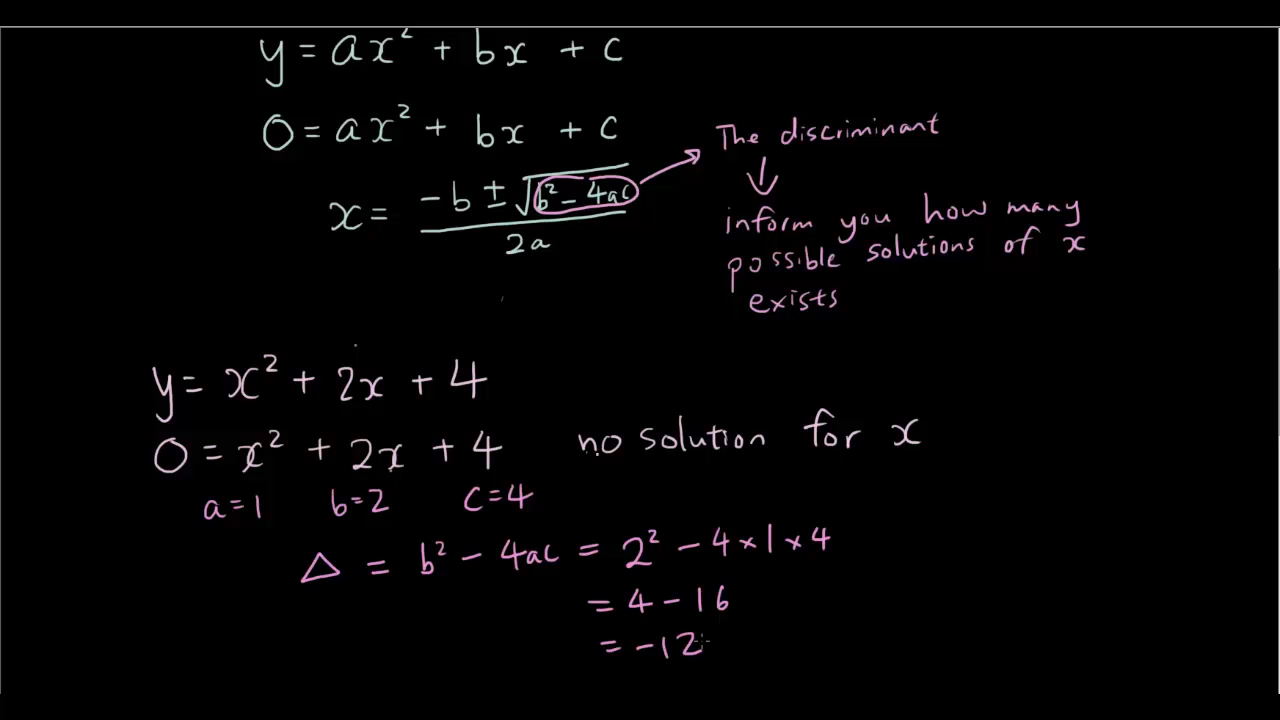 y = ax² + bx + c
0 = ax² + bx + c
The discriminant
x = -b ± √b² - 4ac
2a
inform you how many
possible solutions of x
exists
y = x² + 2x + 4
0 = x² + 2x + 4 no solution for x
a = 1 b = 2 c = 4
△ = b² - 4ac = 2² - 4 × 1 × 4
= 4 - 16
= -12